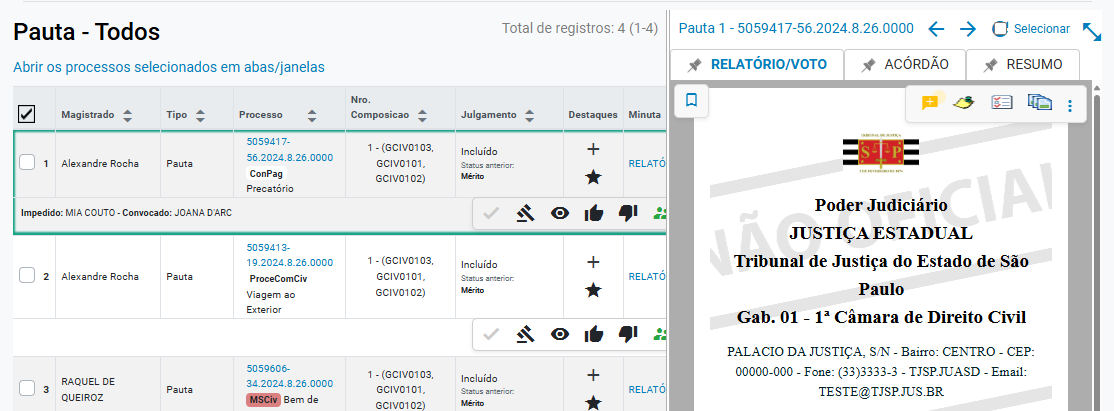 Pauta - Todos
Total de registros: 4 (1-4)
Abrir os processos selecionados em abas/janelas
Magistrado
Tipo
Processo
Nro.
Composicao
Julgamento
Destaques
Minuta
1
Alexandre Rocha
Pauta
5059417-
56.2024.8.26.0000
ConPag
Precatório
1 - (GCIV0103,
GCIV0101,
GCIV0102)
Incluído
Status anterior:
Mérito
RELATÓ
Impedido: MIA COUTO - Convocado: JOANA D'ARC
2
Alexandre Rocha
Pauta
5059413-
19.2024.8.26.0000
ProceComCiv
Viagem ao
Exterior
1 - (GCIV0103,
GCIV0101,
GCIV0102)
Incluído
Status anterior:
Mérito
RELATÓ
3
RAQUEL DE
QUEIROZ
Pauta
5059606-
34.2024.8.26.0000
MSCiv Bem de
1 - (GCIV0103,
GCIV0101,
GCIV0102)
Incluído
Status anterior:
Mérito
RELATÓ
Pauta 1 - 5059417-56.2024.8.26.0000
Selecionar
RELATÓRIO/VOTO
ACÓRDÃO
RESUMO
TRIBUNAL DE JUSTIÇA
S P
3 DE FEVEREIRO DE 1874
NÃO OFICIAL
Poder Judiciário
JUSTIÇA ESTADUAL
Tribunal de Justiça do Estado de São
Paulo
Gab. 01 - 1ª Câmara de Direito Civil
PALACIO DA JUSTIÇA, S/N - Bairro: CENTRO - CEP:
00000-000 - Fone: (33)3333-3 - TJSP.JUASD - Email:
TESTE@TJSP.JUS.BR